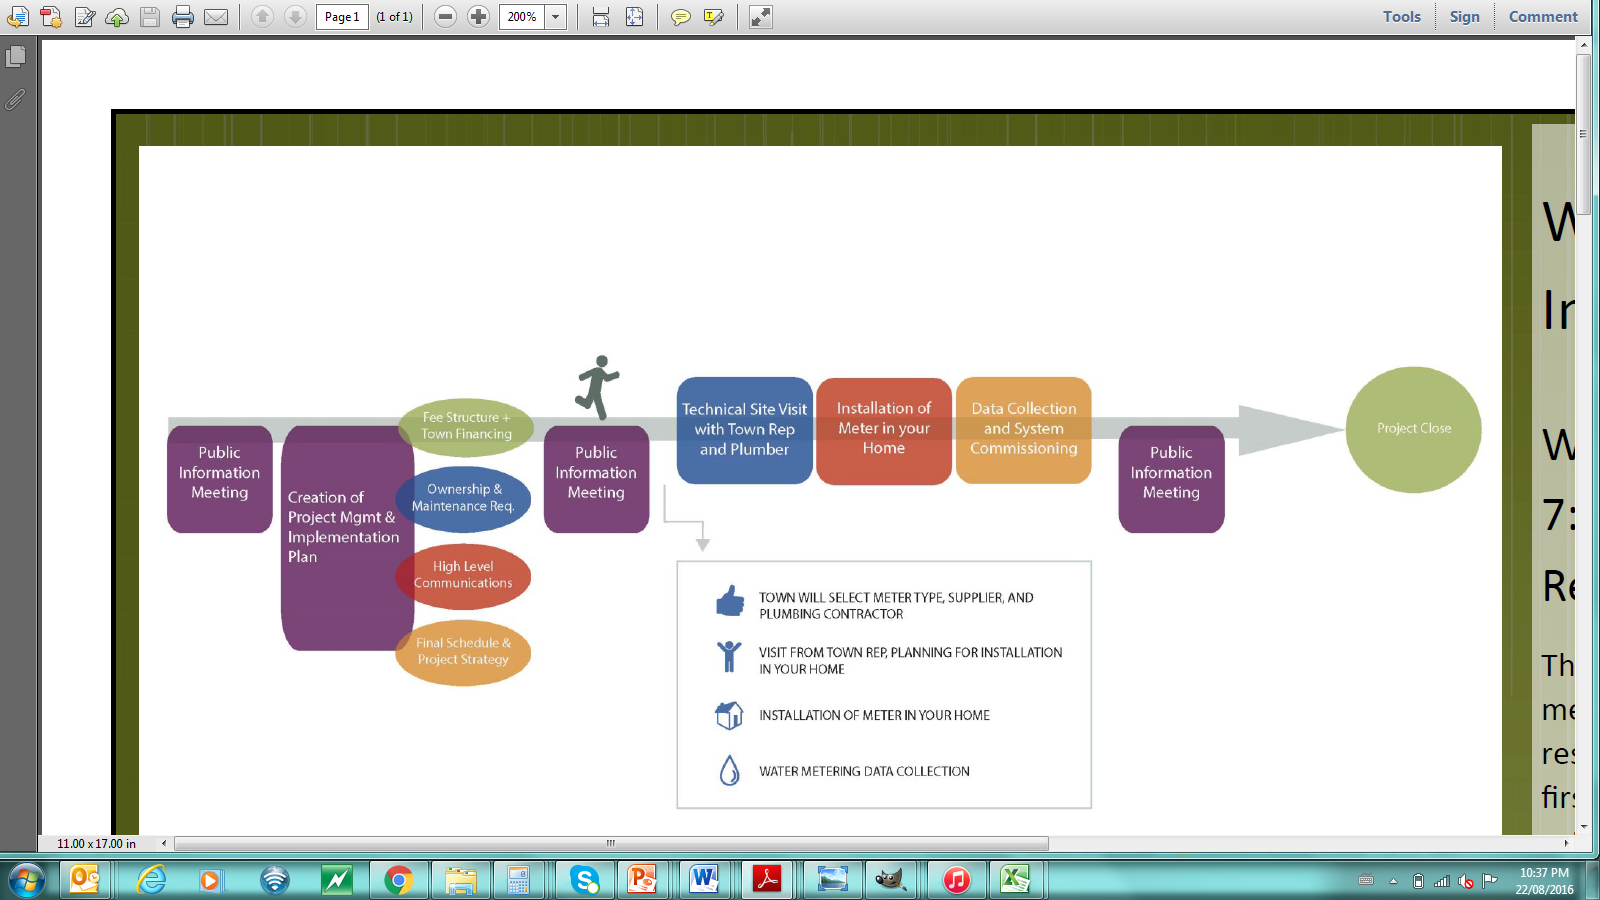 Page 1
(1 of 1)
200%
Tools
Sign
Comment
Public
Information
Meeting
Creation of
Project Mgmt &
Implementation
Plan
Fee Structure +
Town Financing
Ownership &
Maintenance Req.
High Level
Communications
Final Schedule &
Project Strategy
Public
Information
Meeting
Technical Site Visit
with Town Rep
and Plumber
Installation of
Meter in your
Home
Data Collection
and System
Commissioning
Public
Information
Meeting
Project Close
TOWN WILL SELECT METER TYPE, SUPPLIER, AND
PLUMBING CONTRACTOR
VISIT FROM TOWN REP, PLANNING FOR INSTALLATION
IN YOUR HOME
INSTALLATION OF METER IN YOUR HOME
WATER METERING DATA COLLECTION
W
7:
Th
me
res
firs
11.00 x 17.00 in
10:37 PM
22/08/2016